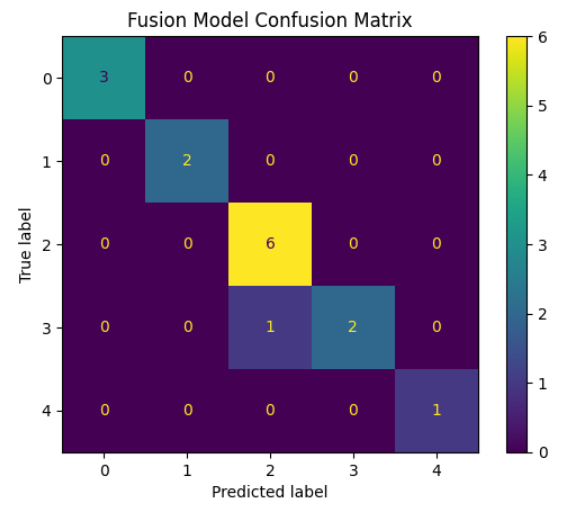 Fusion Model Confusion Matrix
True label
0 3 0 0 0 0
1 0 2 0 0 0
2 0 0 6 0 0
3 0 0 1 2 0
4 0 0 0 0 1
0 1 2 3 4
Predicted label
6
5
4
3
2
1
0